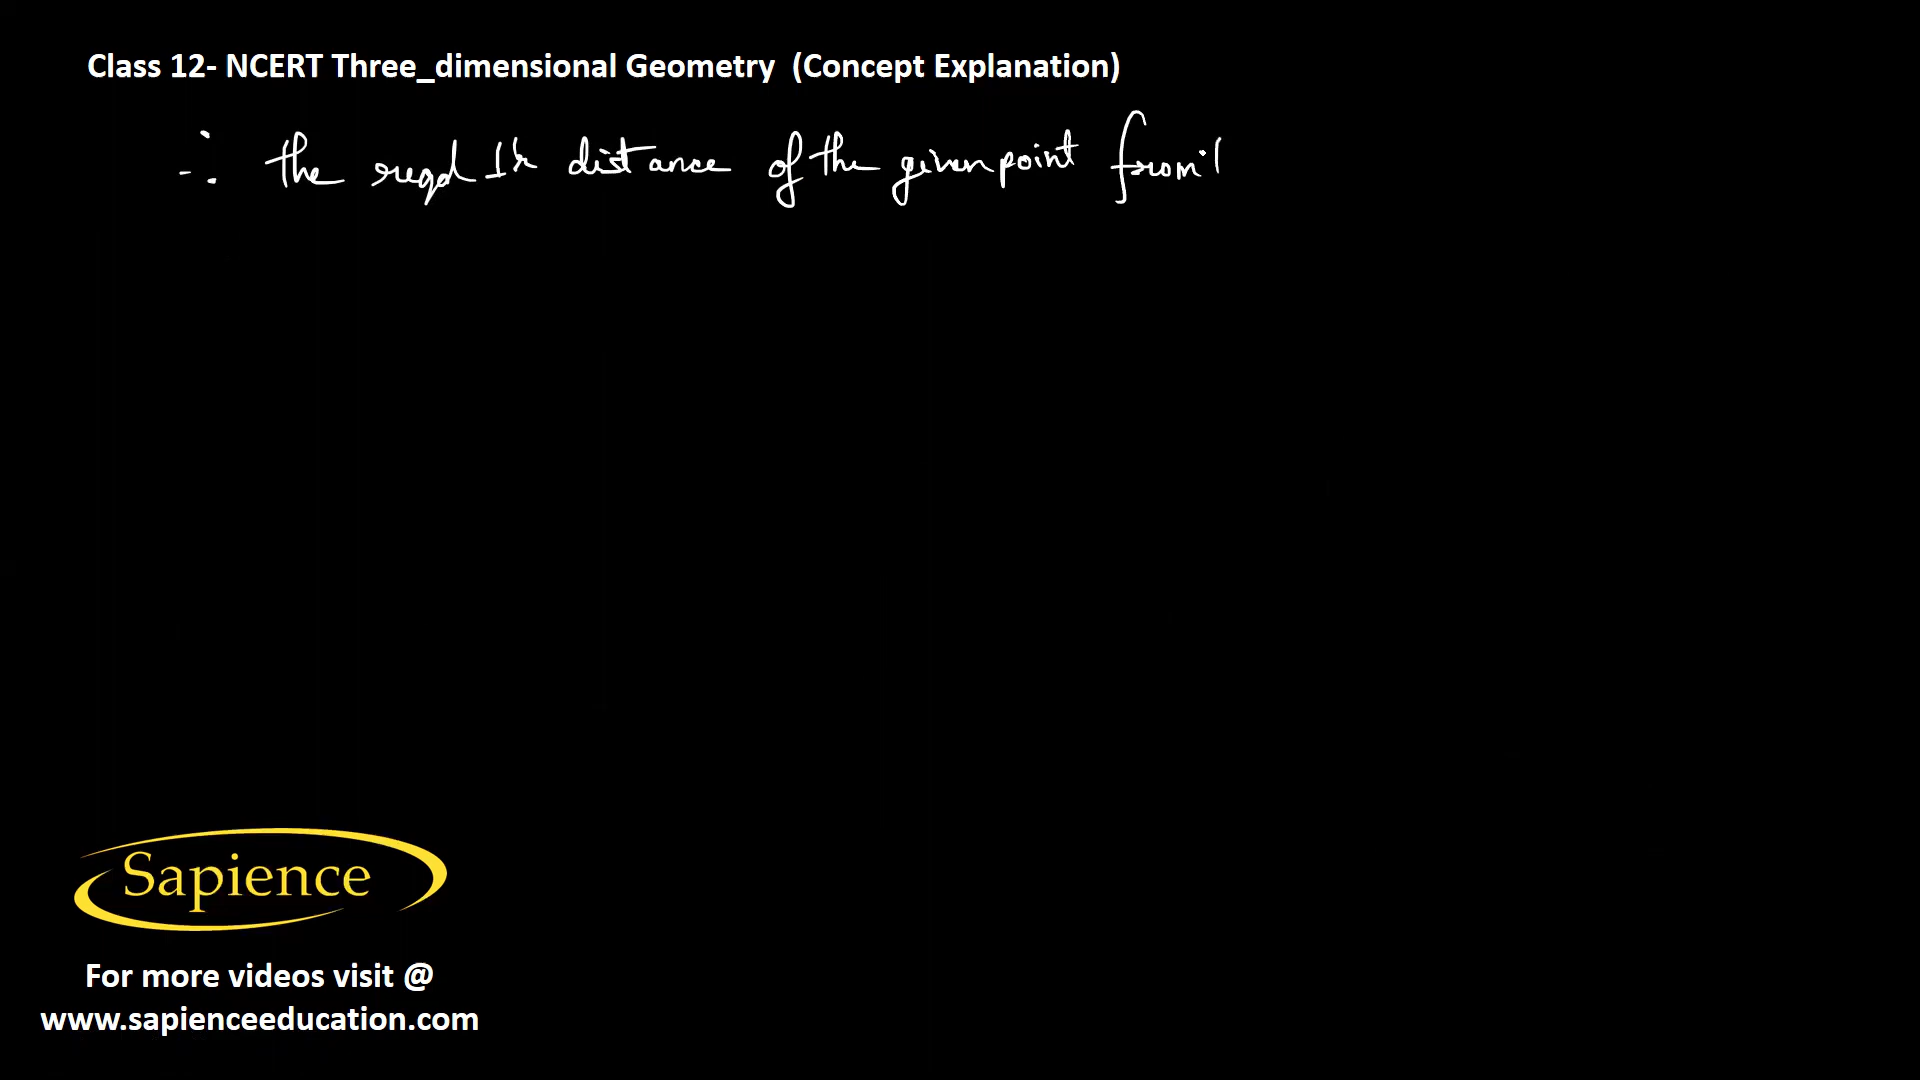 Class 12- NCERT Three_dimensional Geometry (Concept Explanation)
∴ the reqd ⊥r distance of the given point from
Sapience
For more videos visit @
www.sapienceeducation.com